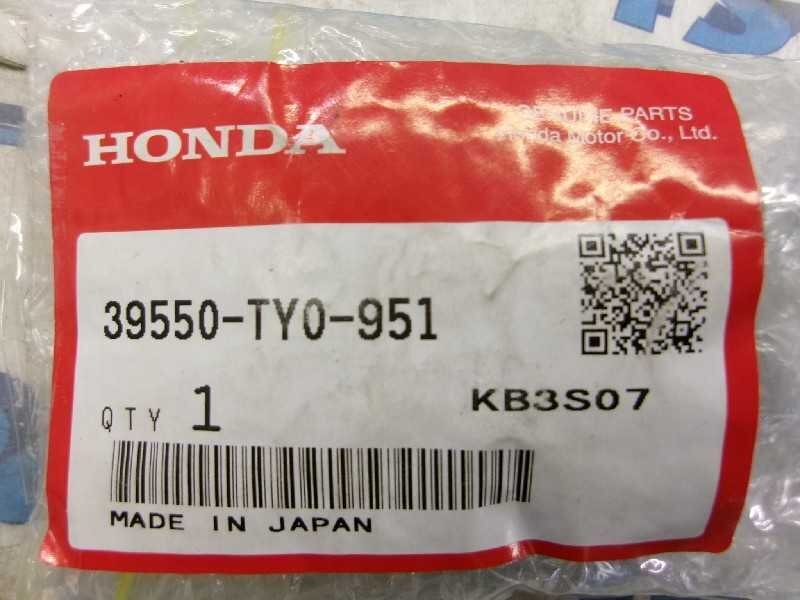 HONDA
GENUINE PARTS
Honda Motor Co., Ltd.
39550-TY0-951
QTY 1
KB3S07
MADE IN JAPAN